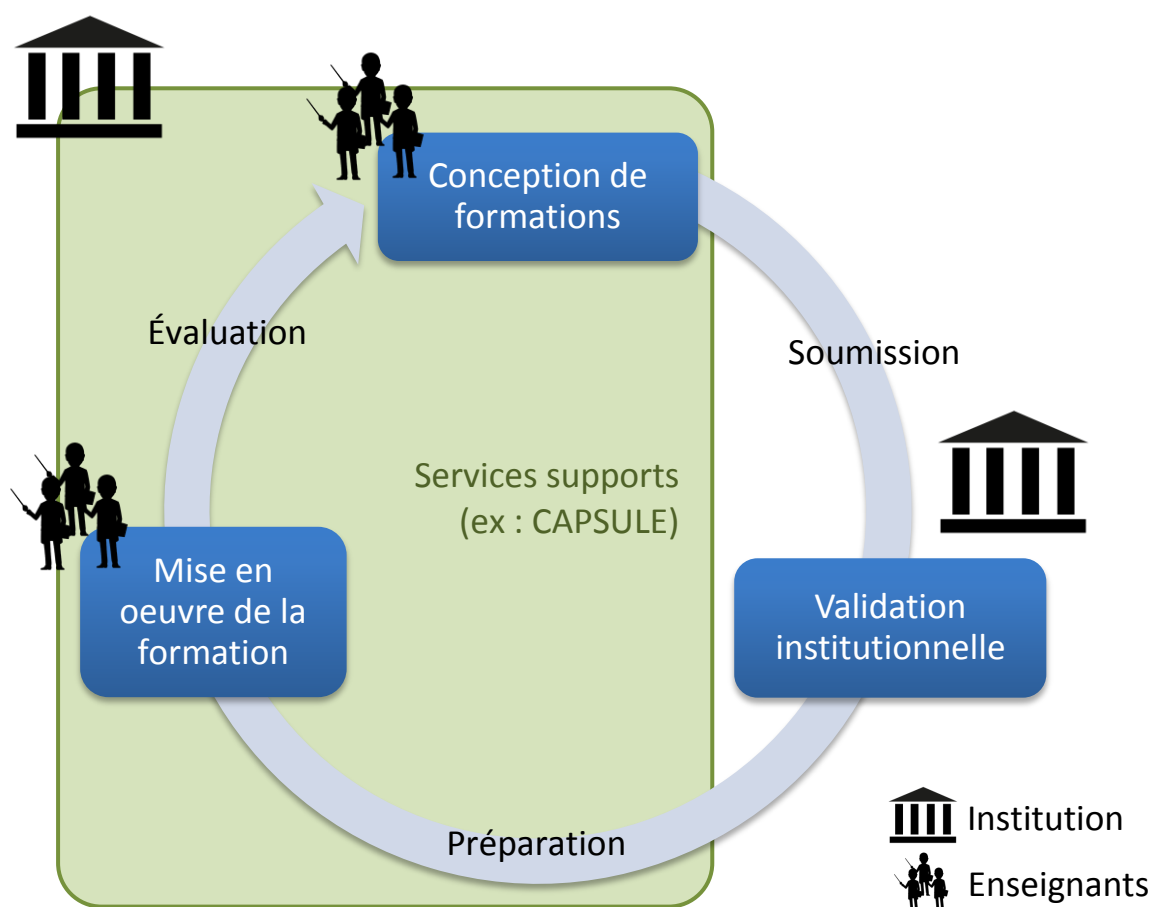 Conception de
formations
Évaluation
Soumission
Services supports
(ex : CAPSULE)
Mise en
oeuvre de la
formation
Validation
institutionnelle
Préparation
Institution
Enseignants